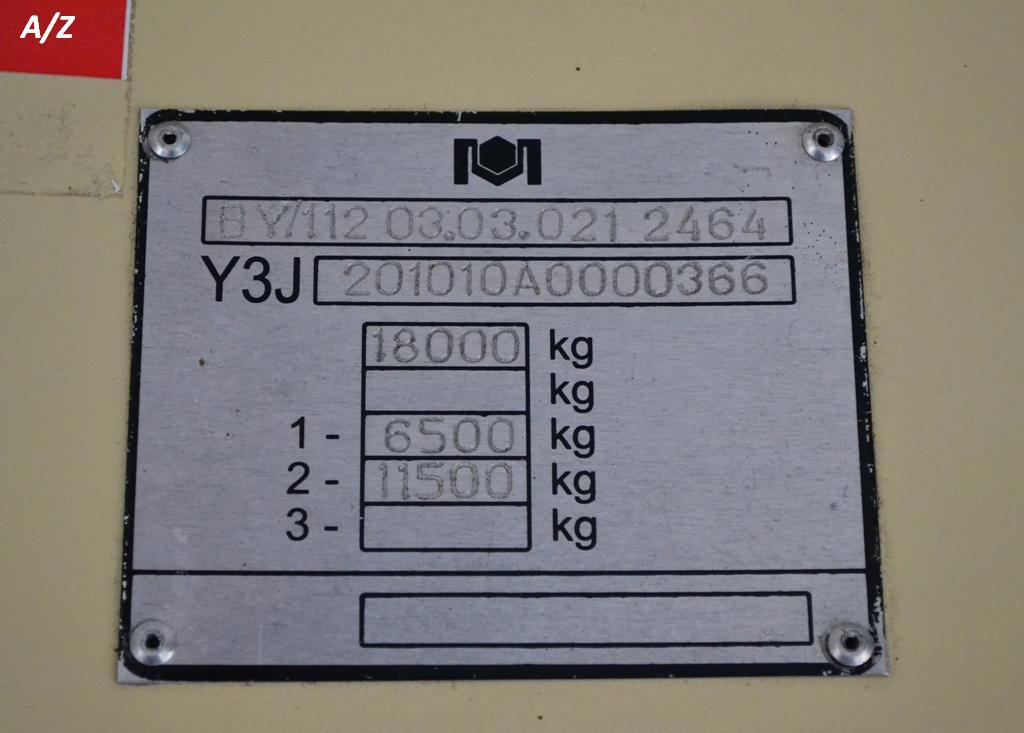 A/Z
BY/112 03.03.021 2464
Y3J 201010A0000366
18000 kg
kg
1 - 6500 kg
2 - 11500 kg
3 - kg